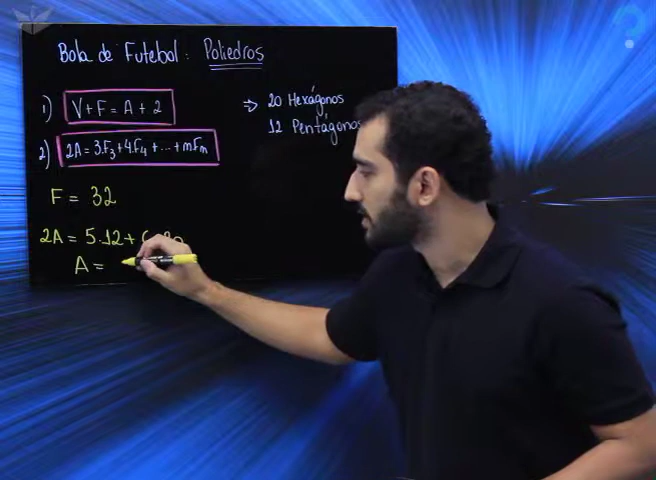 Bola de Futebol: Poliedros
1) V + F = A + 2
2) 2A = 3.F3 + 4.F4 + ... + m.Fm
⇒ 20 Hexágonos
12 Pentágonos
F = 32
2A = 5.12 +
A =